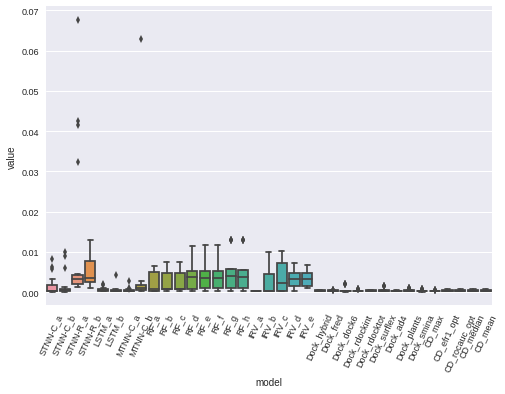 0.07
0.06
0.05
0.04
0.03
0.02
0.01
0.00
value
STNN-C_a
STNN-C_b
STNN-R_a
STNN-R_b
LSTM_a
LSTM_b
MTNN-C_a
MTNN-C_b
RF_a
RF_b
RF_c
RF_d
RF_e
RF_f
RF_g
RF_h
IRV_a
IRV_b
IRV_c
IRV_d
IRV_e
Dock_hybrid
Dock_fred
Dock_dock6
Dock_rdockint
Dock_rdocktot
Dock_surflex
Dock_ad4
Dock_plants
Dock_smina
CD_max
CD_efr1_opt
CD_rocauc_opt
CD_median
CD_mean
model